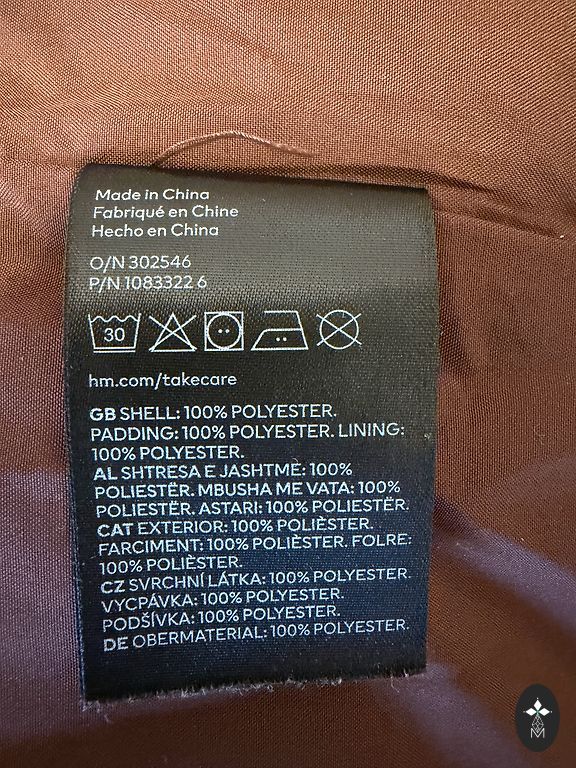 Made in China
Fabriqué en Chine
Hecho en China
O/N 302546
P/N 1083322 6
30
hm.com/takecare
GB SHELL: 100% POLYESTER.
PADDING: 100% POLYESTER. LINING:
100% POLYESTER.
AL SHTRESA E JASHTME: 100%
POLIESTËR. MBUSHA ME VATA: 100%
POLIESTËR. ASTARI: 100% POLIESTËR.
CAT EXTERIOR: 100% POLIÈSTER.
FARCIMENT: 100% POLIÈSTER. FOLRE:
100% POLIÈSTER.
CZ SVRCHNÍ LÁTKA: 100% POLYESTER.
VYCPÁVKA: 100% POLYESTER.
PODŠÍVKA: 100% POLYESTER.
DE OBERMATERIAL: 100% POLYESTER.
M